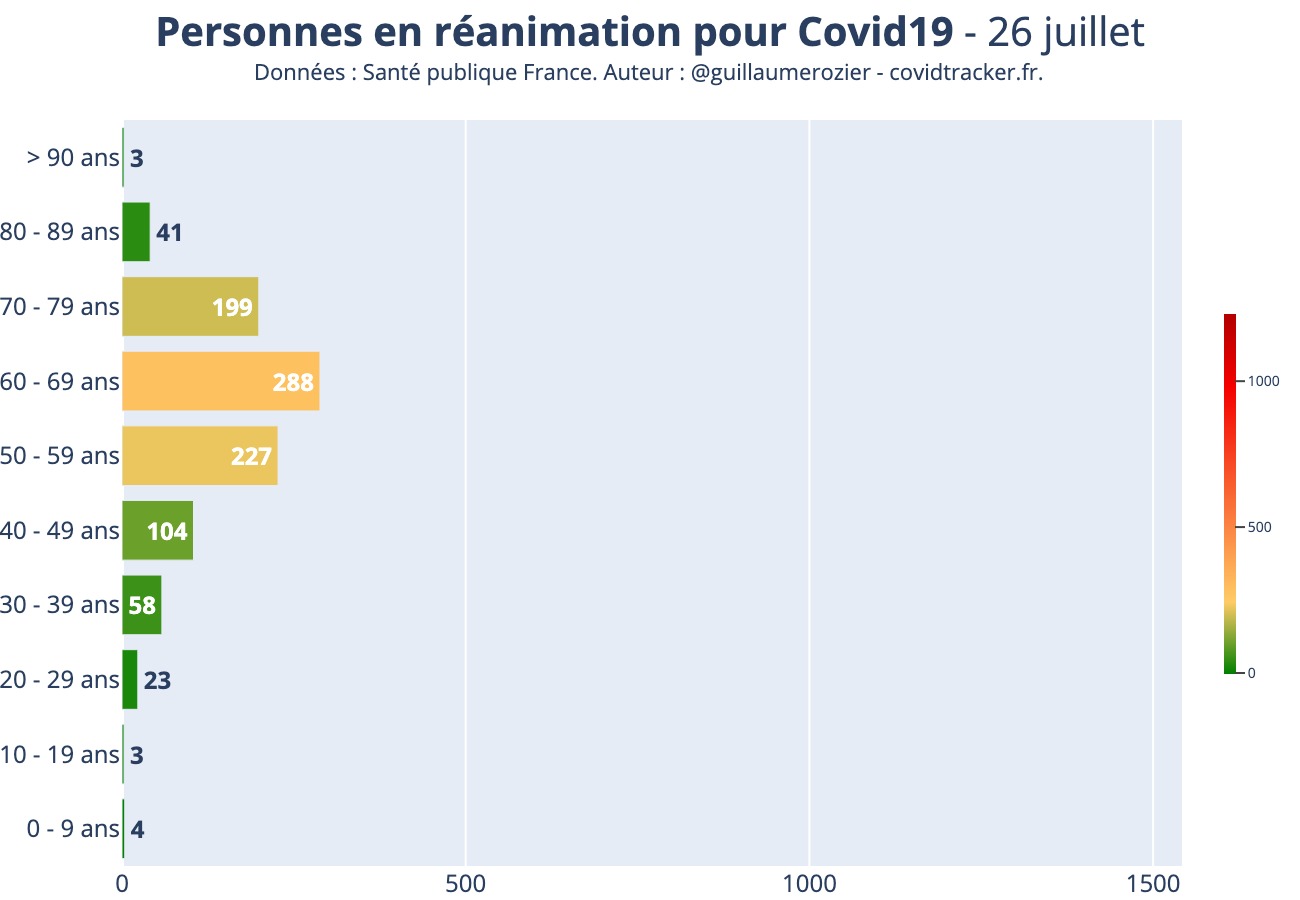 Personnes en réanimation pour Covid19 - 26 juillet
Données : Santé publique France. Auteur : @guillaumerozier - covidtracker.fr.
> 90 ans 3
80 - 89 ans 41
70 - 79 ans 199
60 - 69 ans 288
50 - 59 ans 227
40 - 49 ans 104
30 - 39 ans 58
20 - 29 ans 23
10 - 19 ans 3
0 - 9 ans 4
0 500 1000 1500
1000
500
0